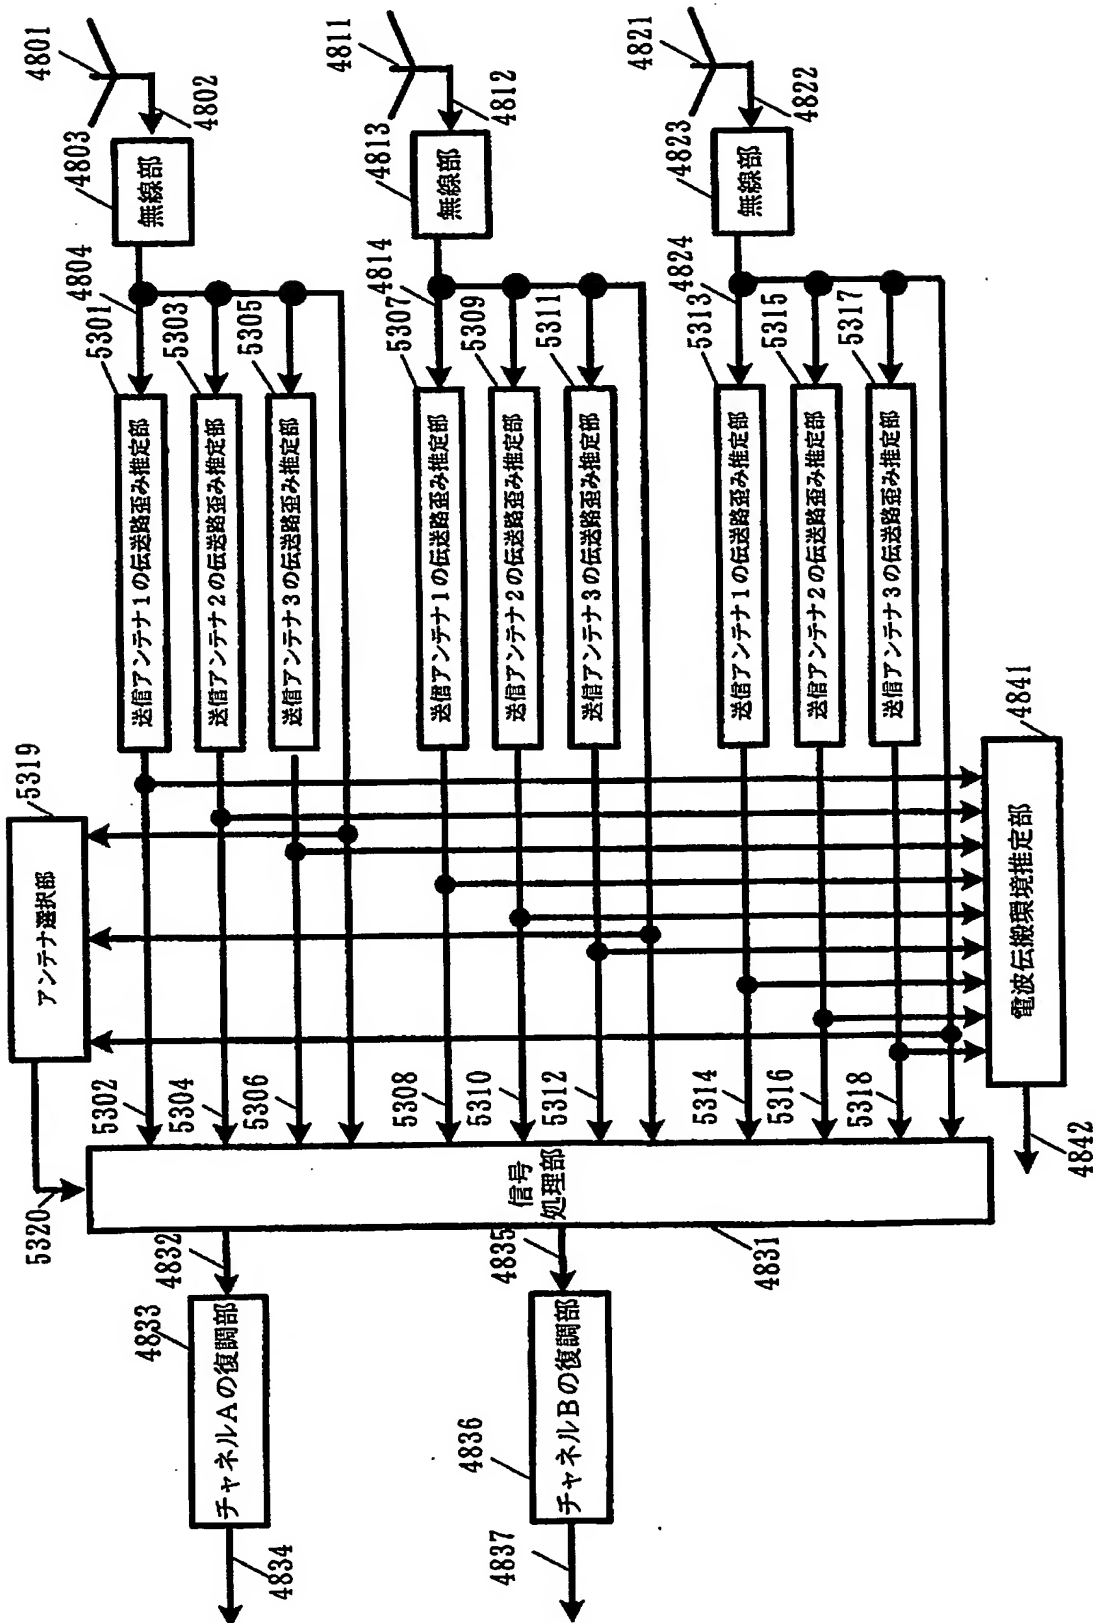 4801
4802
4803
無線部
4804
5301
5303
5305
送信アンテナ1の伝送路歪み推定部
送信アンテナ2の伝送路歪み推定部
送信アンテナ3の伝送路歪み推定部
4811
4812
4813
無線部
4814
5307
5309
5311
送信アンテナ1の伝送路歪み推定部
送信アンテナ2の伝送路歪み推定部
送信アンテナ3の伝送路歪み推定部
4821
4822
4823
無線部
4824
5313
5315
5317
送信アンテナ1の伝送路歪み推定部
送信アンテナ2の伝送路歪み推定部
送信アンテナ3の伝送路歪み推定部
5319
アンテナ選択部
4841
電波伝搬環境推定部
4842
5302
5304
5306
5308
5310
5312
5314
5316
5318
5320
信号
処理部
4831
4832
4833
チャネルAの復調部
4834
4835
4836
チャネルBの復調部
4837